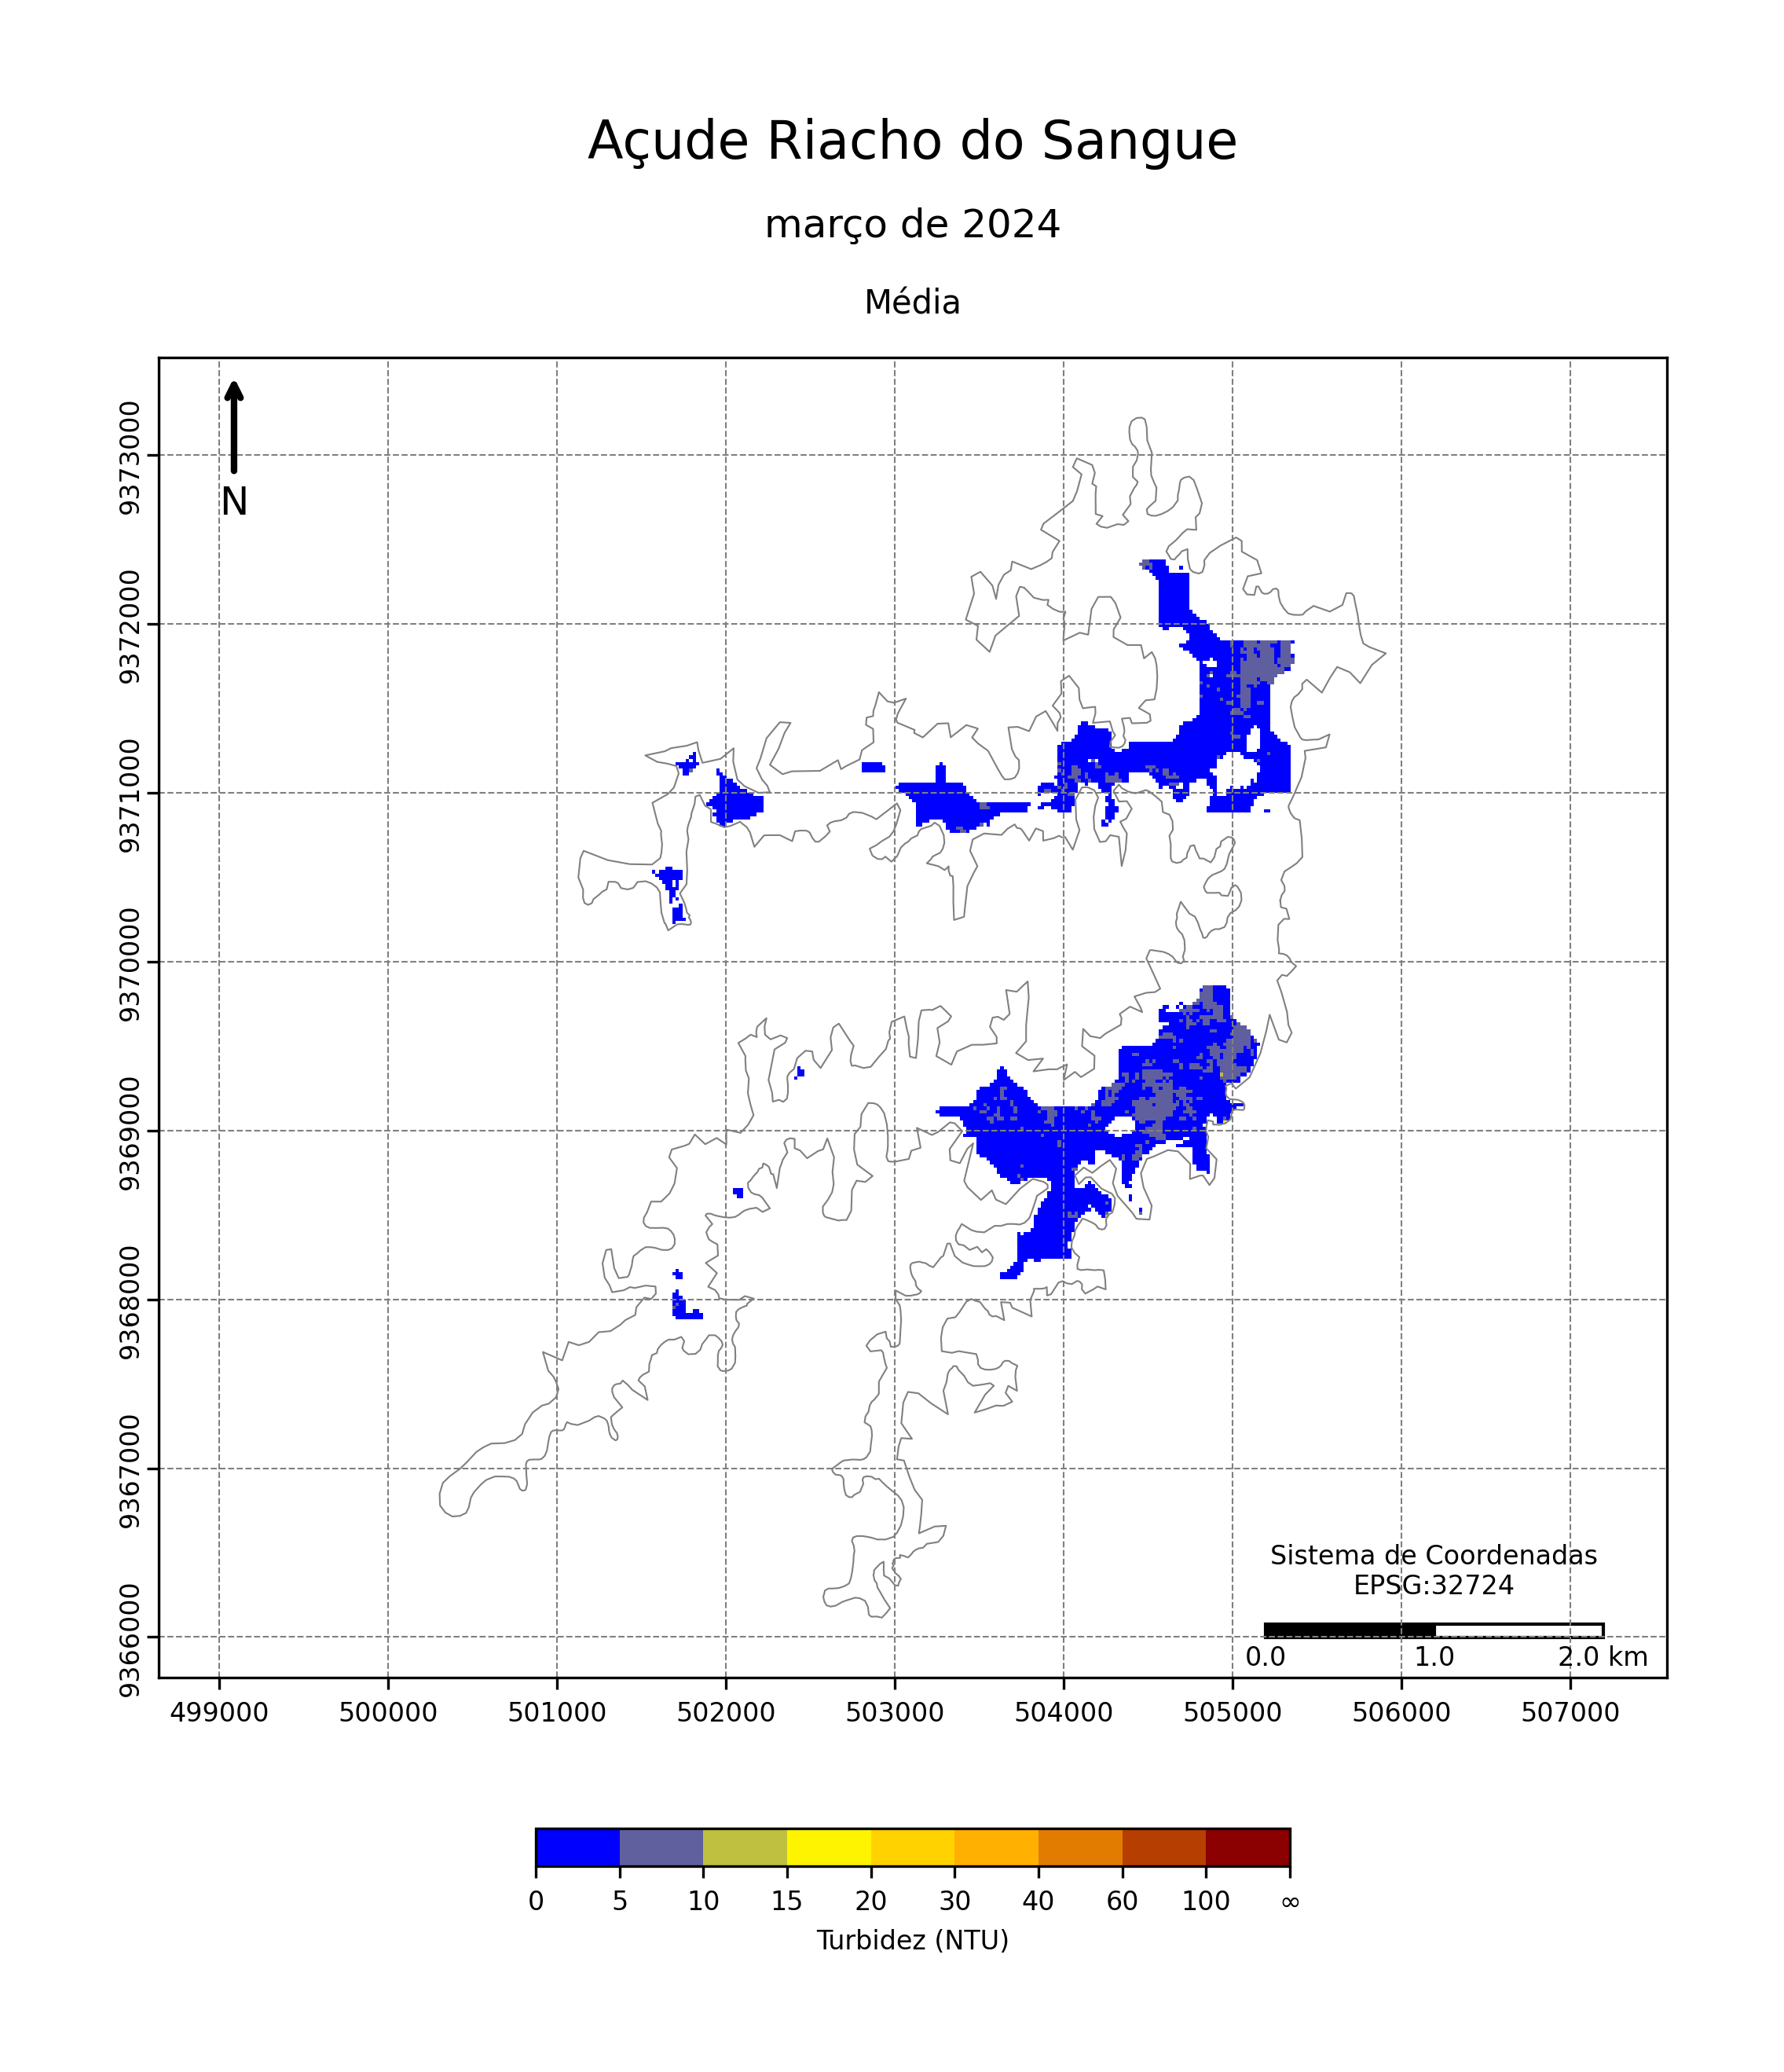 Açude Riacho do Sangue
março de 2024
Média
N
9373000
9372000
9371000
9370000
9369000
9368000
9367000
9366000
Sistema de Coordenadas
EPSG:32724
0.0 1.0 2.0 km
499000 500000 501000 502000 503000 504000 505000 506000 507000
0 5 10 15 20 30 40 60 100 ∞
Turbidez (NTU)